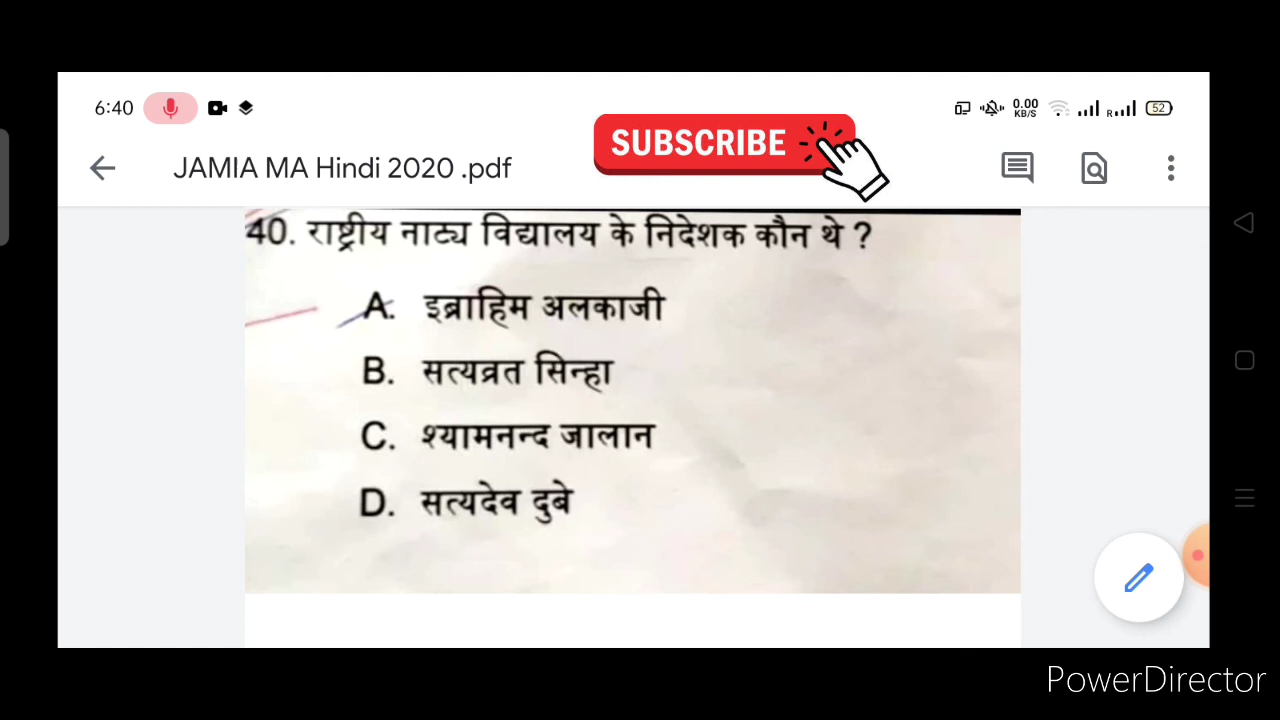 6:40 0.00 KB/S R 52
JAMIA MA Hindi 2020 .pdf
SUBSCRIBE
40. राष्ट्रीय नाट्य विद्यालय के निदेशक कौन थे ?
A. इब्राहिम अलकाजी
B. सत्यव्रत सिन्हा
C. श्यामनन्द जालान
D. सत्यदेव दुबे
PowerDirector